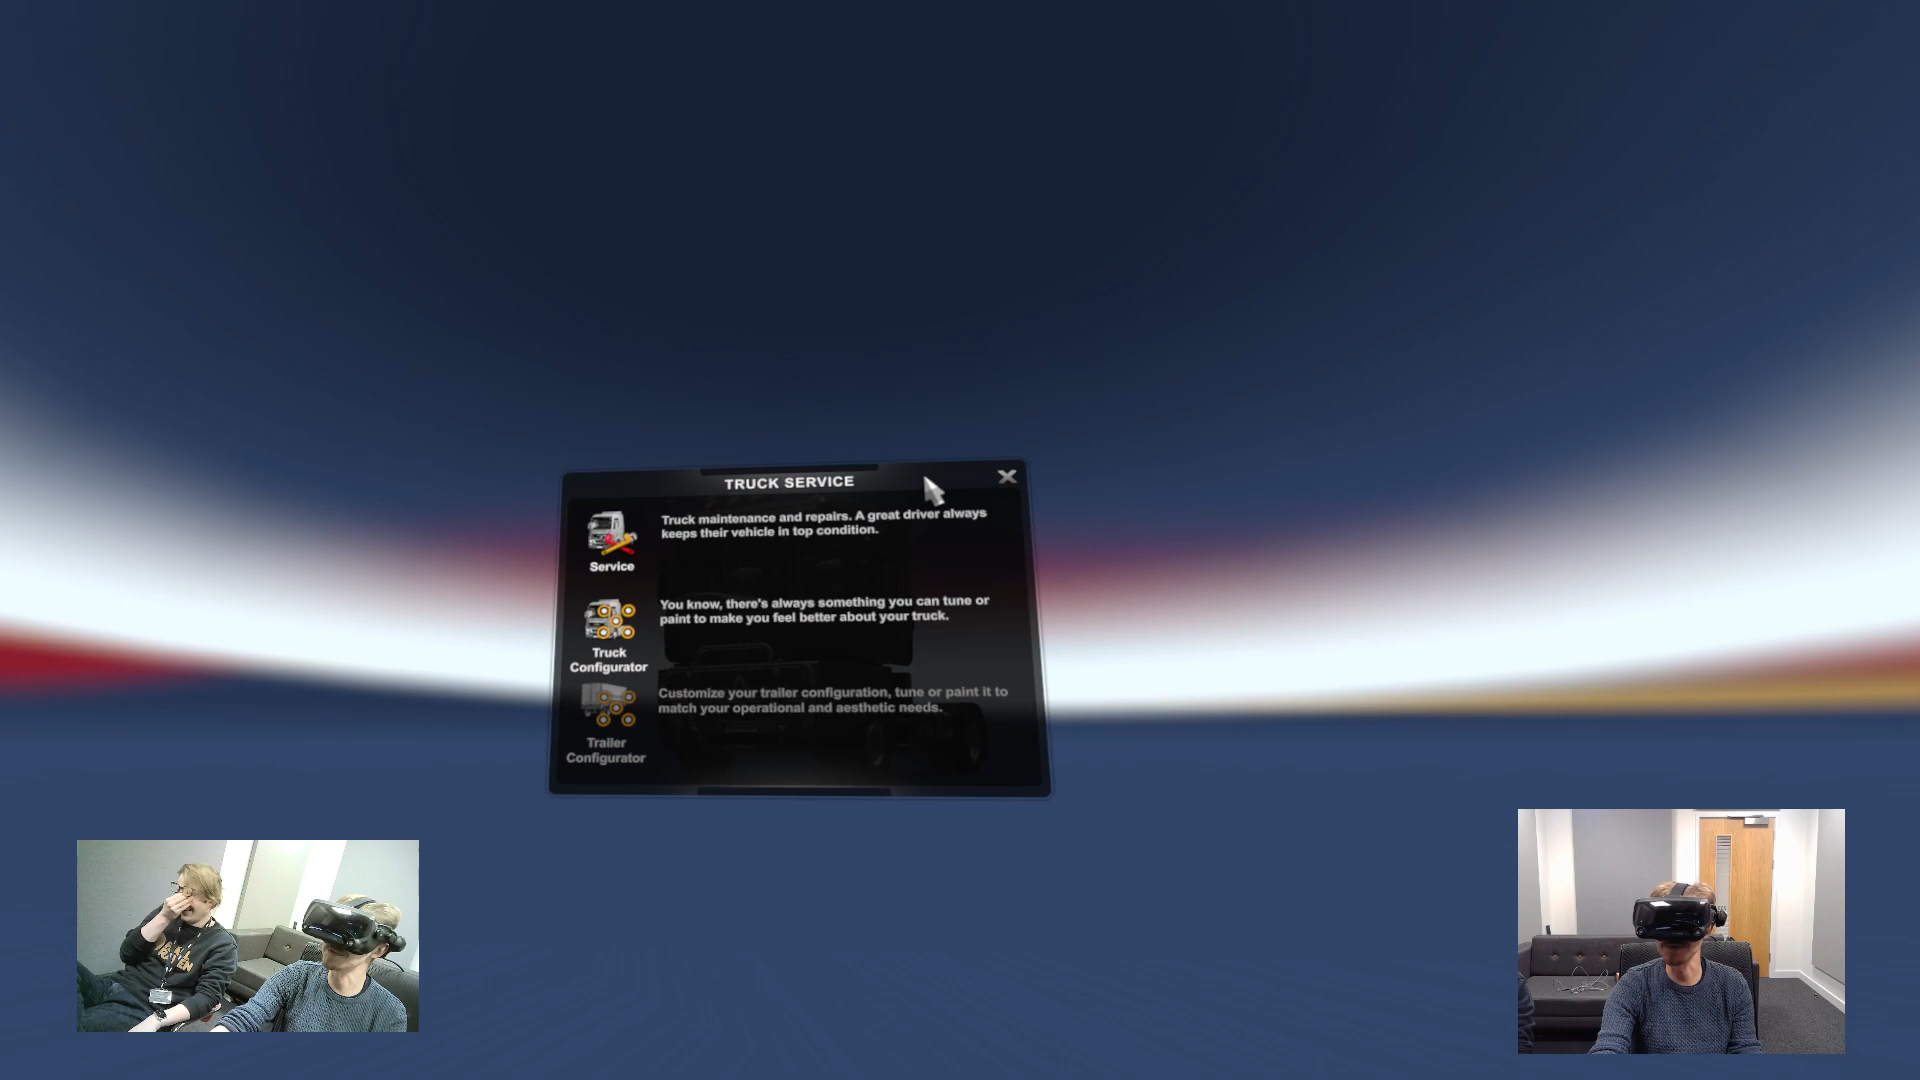 TRUCK SERVICE
Truck maintenance and repairs. A great driver always
keeps their vehicle in top condition.
Service
You know, there's always something you can tune or
paint to make you feel better about your truck.
Truck
Configurator
Customize your trailer configuration, tune or paint it to
match your operational and aesthetic needs.
Trailer
Configurator